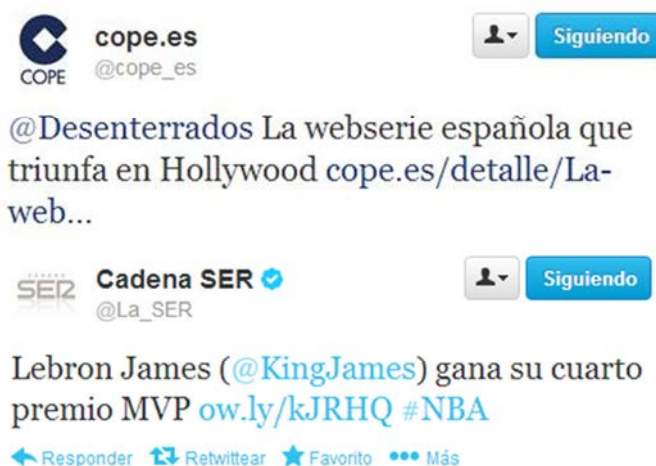 COPE
cope.es
@cope_es
Siguiendo
@Desenterrados La webserie española que
triunfa en Hollywood cope.es/detalle/La-
web...
SER
Cadena SER
@La_SER
Siguiendo
Lebron James (@KingJames) gana su cuarto
premio MVP ow.ly/kJRHQ #NBA
Responder Retwittear Favorito Más